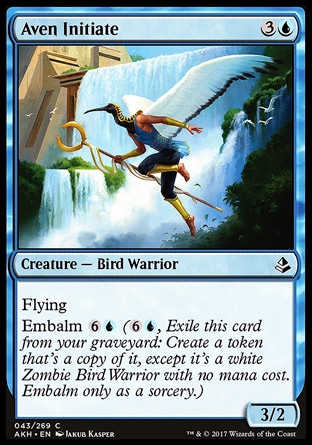 Aven Initiate 3
Creature — Bird Warrior
Flying
Embalm 6 (6, Exile this card
from your graveyard: Create a token
that's a copy of it, except it's a white
Zombie Bird Warrior with no mana cost.
Embalm only as a sorcery.)
3/2
043/269 C
AKH • EN Jakub Kasper ™ & © 2017 Wizards of the Coast